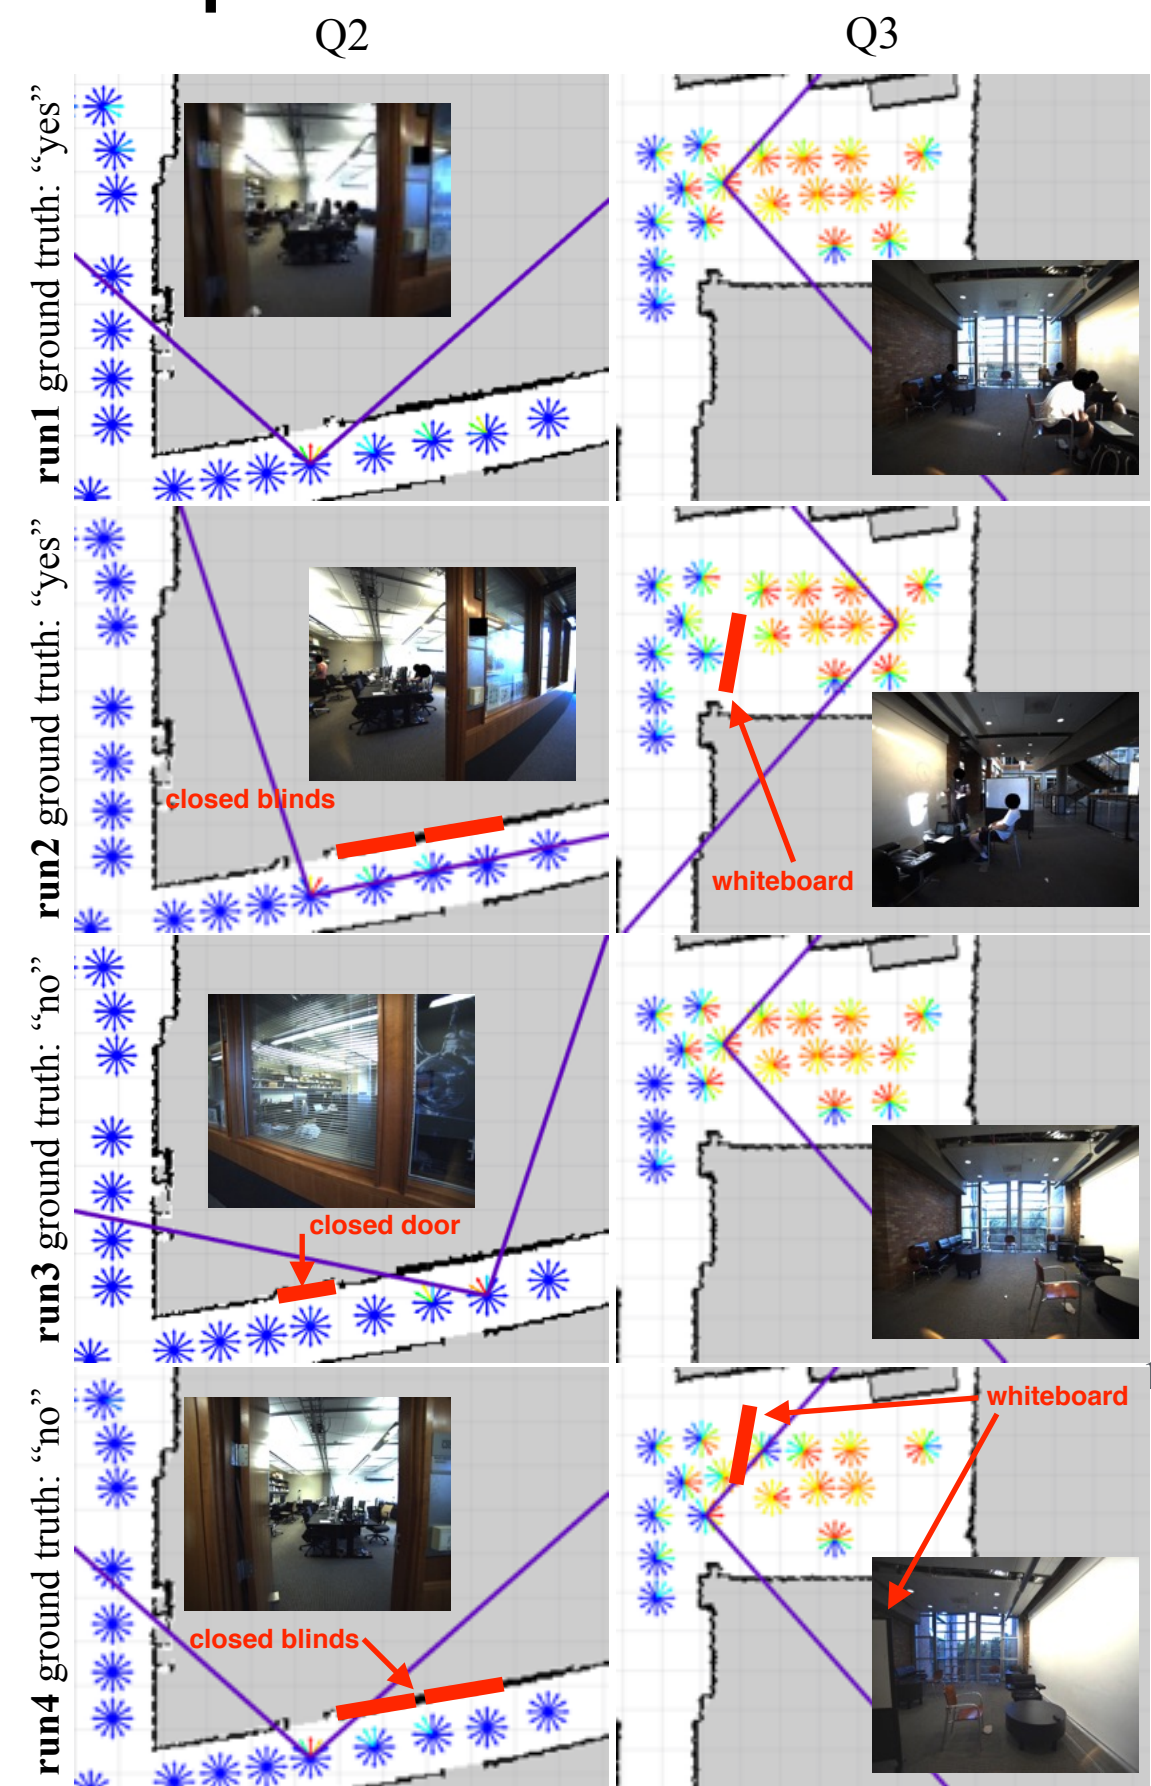 Q2
Q3
run1 ground truth: “yes”
run2 ground truth: “yes”
closed blinds
whiteboard
run3 ground truth: “no”
closed door
run4 ground truth: “no”
closed blinds
whiteboard